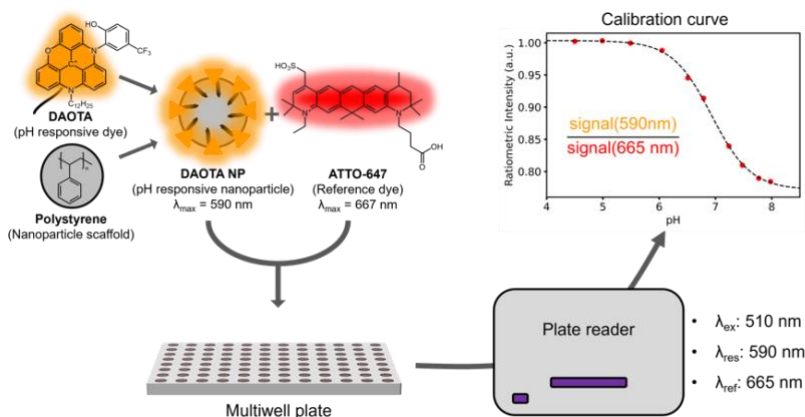 HO
CF₃
O
N
C⁺
N
C₁₂H₂₅
DAOTA
(pH responsive dye)
n
Polystyrene
(Nanoparticle scaffold)
DAOTA NP
(pH responsive nanoparticle)
λmax = 590 nm
+
HO₃S
N
N
O
OH
ATTO-647
(Reference dye)
λmax = 667 nm
Multiwell plate
Plate reader
• λex: 510 nm
• λres: 590 nm
• λref: 665 nm
Calibration curve
Ratiometric Intensity (a.u.)
1.00
0.95
0.90
0.85
0.80
signal(590nm)
signal(665 nm)
4 5 6 7 8
pH